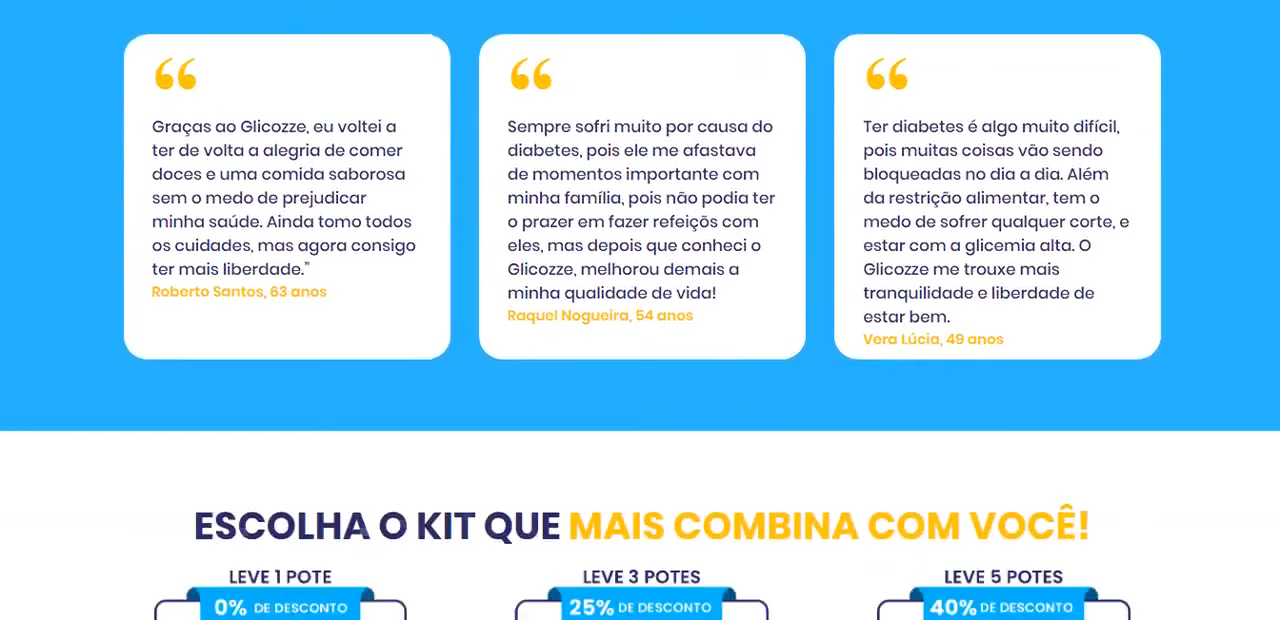 “
Graças ao Glicozze, eu voltei a
ter de volta a alegria de comer
doces e uma comida saborosa
sem o medo de prejudicar
minha saúde. Ainda tomo todos
os cuidades, mas agora consigo
ter mais liberdade."
Roberto Santos, 63 anos
“
Sempre sofri muito por causa do
diabetes, pois ele me afastava
de momentos importante com
minha família, pois não podia ter
o prazer em fazer refeiçõs com
eles, mas depois que conheci o
Glicozze, melhorou demais a
minha qualidade de vida!
Raquel Nogueira, 54 anos
“
Ter diabetes é algo muito difícil,
pois muitas coisas vão sendo
bloqueadas no dia a dia. Além
da restrição alimentar, tem o
medo de sofrer qualquer corte, e
estar com a glicemia alta. O
Glicozze me trouxe mais
tranquilidade e liberdade de
estar bem.
Vera Lúcia, 49 anos
ESCOLHA O KIT QUE MAIS COMBINA COM VOCÊ!
LEVE 1 POTE
0% DE DESCONTO
LEVE 3 POTES
25% DE DESCONTO
LEVE 5 POTES
40% DE DESCONTO